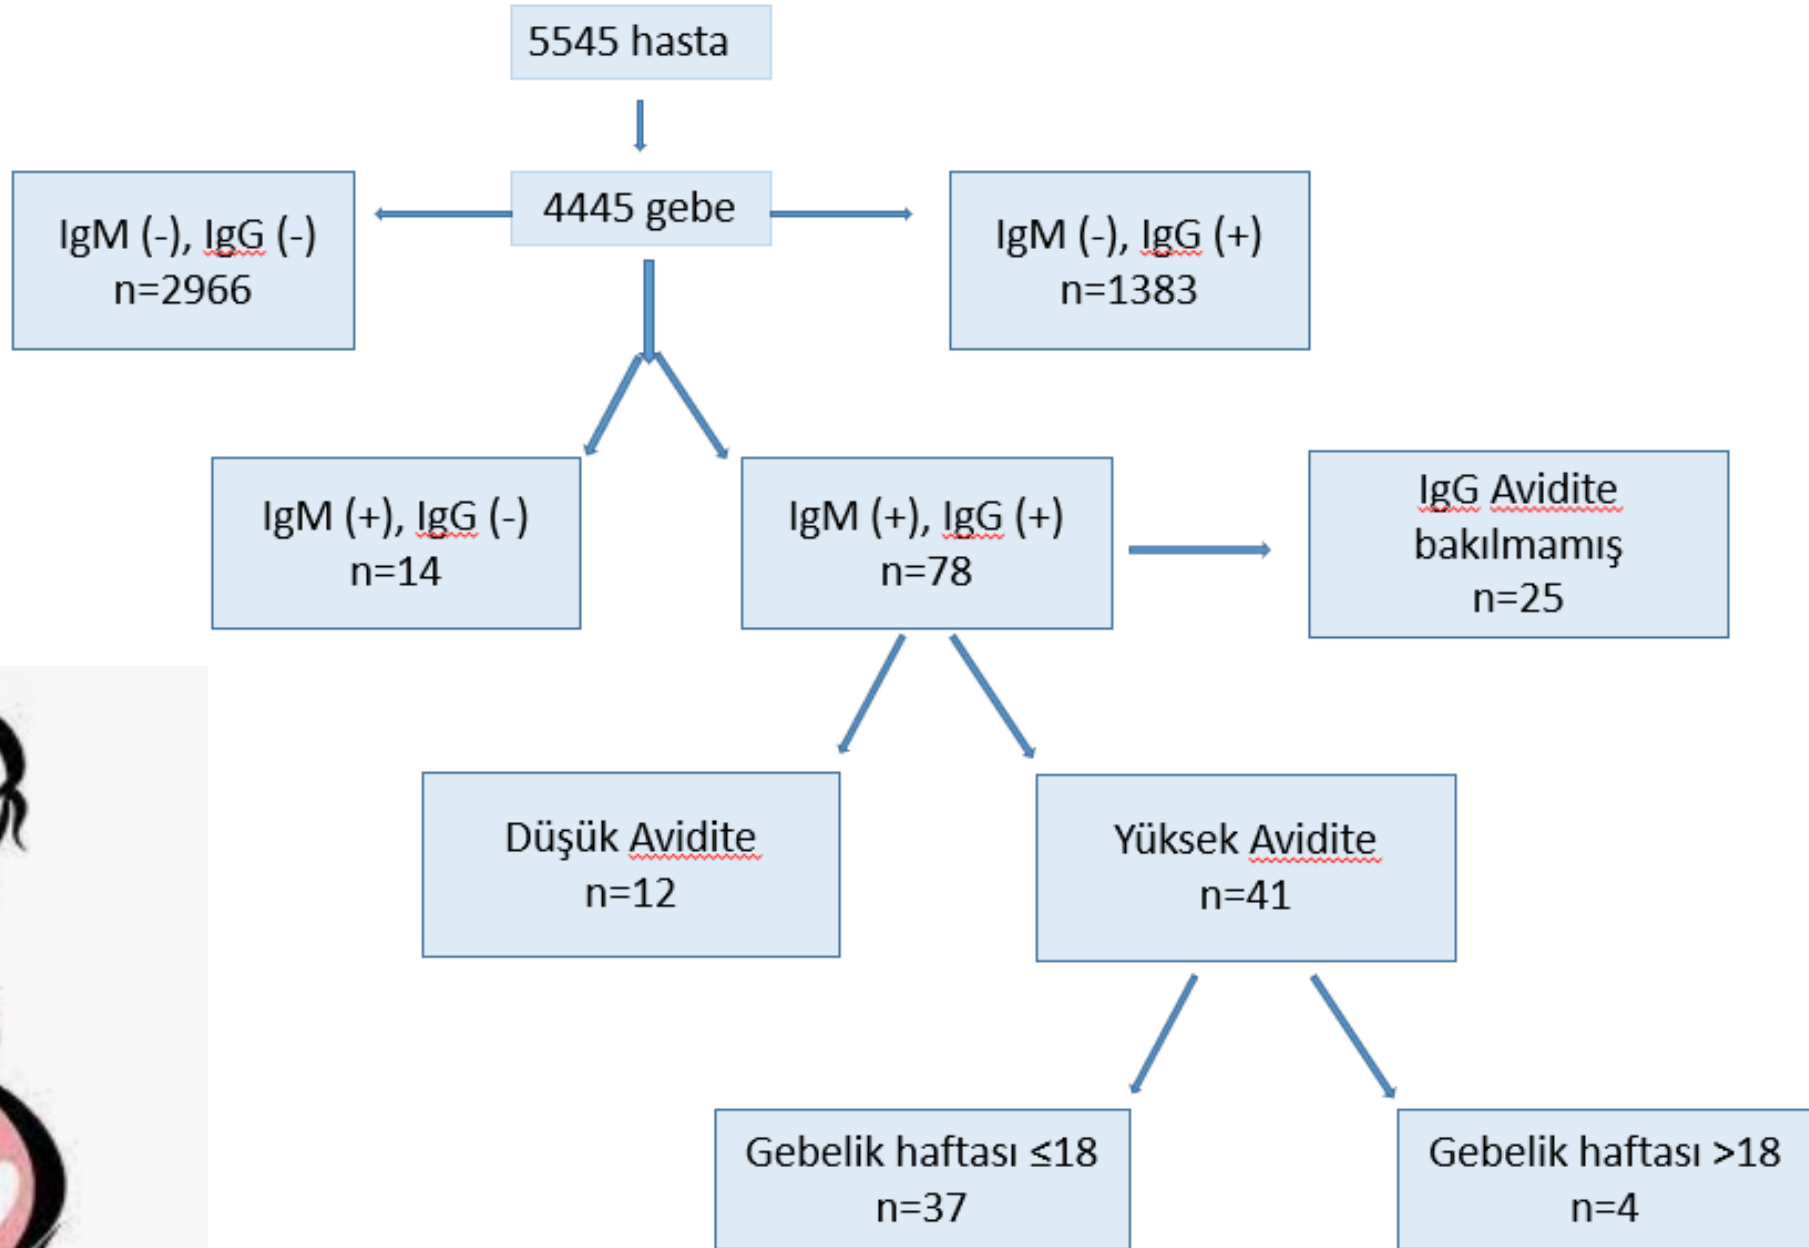 5545 hasta
4445 gebe
IgM (-), IgG (-)
n=2966
IgM (-), IgG (+)
n=1383
IgM (+), IgG (-)
n=14
IgM (+), IgG (+)
n=78
IgG Avidite
bakılmamış
n=25
Düşük Avidite
n=12
Yüksek Avidite
n=41
Gebelik haftası ≤18
n=37
Gebelik haftası >18
n=4